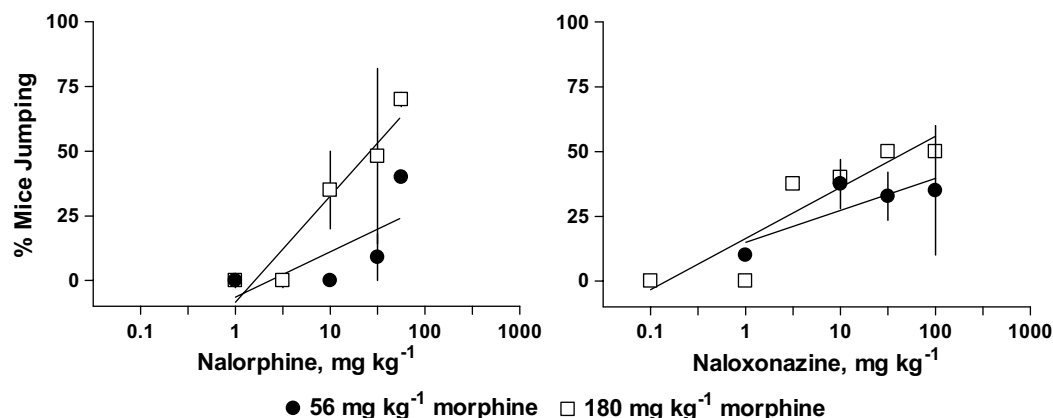 % Mice Jumping
100
75
50
25
0
0.1 1 10 100 1000
Nalorphine, mg kg⁻¹
100
75
50
25
0
0.1 1 10 100 1000
Naloxonazine, mg kg⁻¹
56 mg kg⁻¹ morphine 180 mg kg⁻¹ morphine